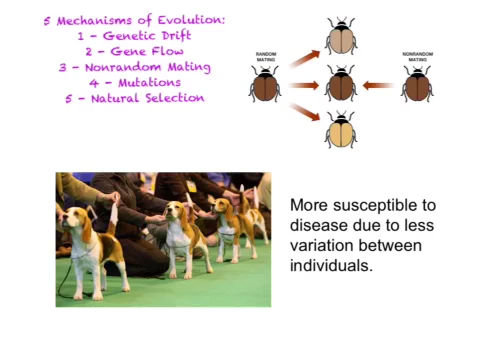 5 Mechanisms of Evolution:
1 - Genetic Drift
2 - Gene Flow
3 - Nonrandom Mating
4 - Mutations
5 - Natural Selection
RANDOM
MATING
NONRANDOM
MATING
More susceptible to
disease due to less
variation between
individuals.